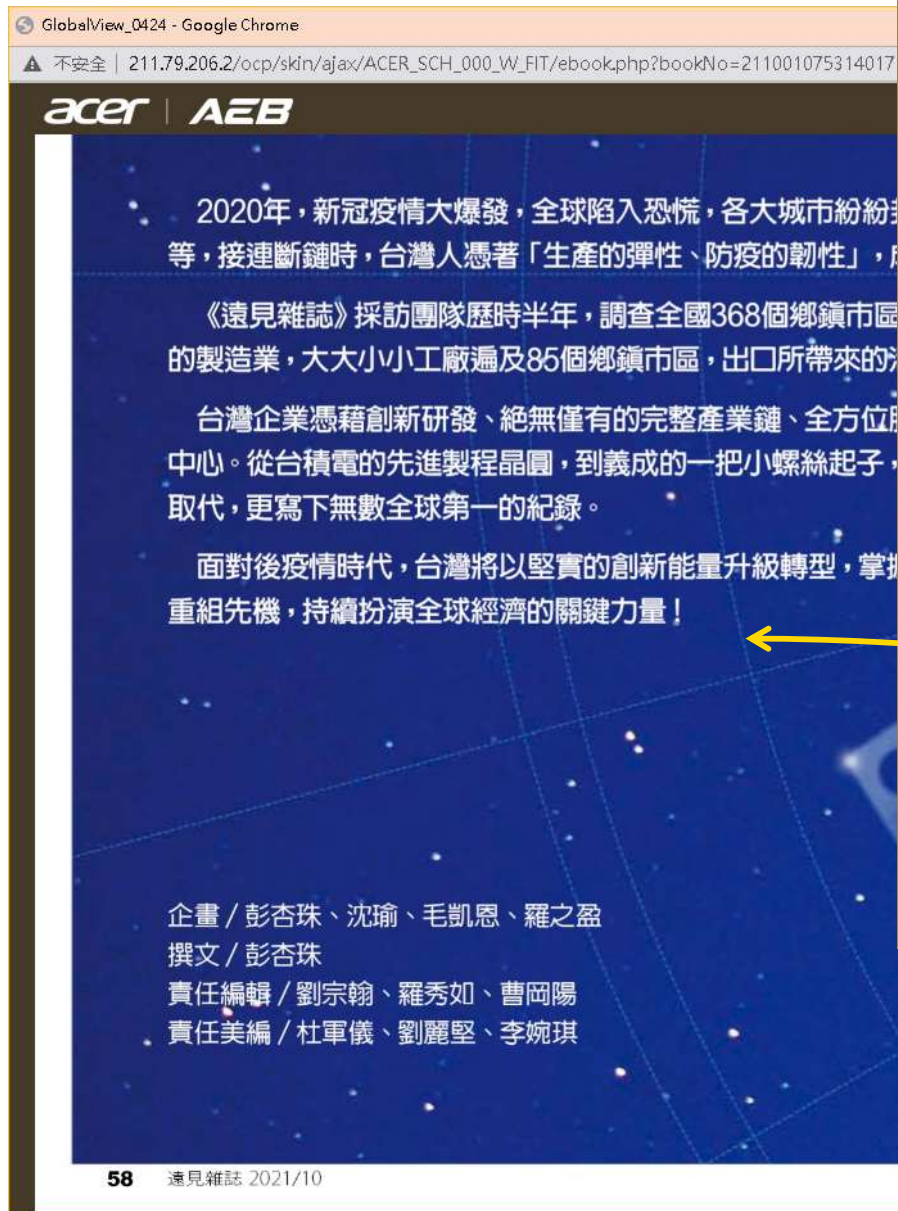 GlobalView_0424 - Google Chrome
不安全 | 211.79.206.2/ocp/skin/ajax/ACER_SCH_000_W_FIT/ebook.php?bookNo=211001075314017
acer | AEB
2020年，新冠疫情大爆發，全球陷入恐慌，各大城市紛紛
等，接連斷鏈時，台灣人憑著「生產的彈性、防疫的韌性」，
《遠見雜誌》採訪團隊歷時半年，調查全國368個鄉鎮市區
的製造業，大大小小工廠遍及85個鄉鎮市區，出口所帶來的
台灣企業憑藉創新研發、絕無僅有的完整產業鏈、全方位
中心。從台積電的先進製程晶圓，到義成的一把小螺絲起子，
取代，更寫下無數全球第一的紀錄。
面對後疫情時代，台灣將以堅實的創新能量升級轉型，掌
重組先機，持續扮演全球經濟的關鍵力量！
企畫 / 彭杏珠、沈瑜、毛凱恩、羅之盈
撰文 / 彭杏珠
責任編輯 / 劉宗翰、羅秀如、曹岡陽
責任美編 / 杜軍儀、劉麗堅、李婉琪
58 遠見雜誌 2021/10